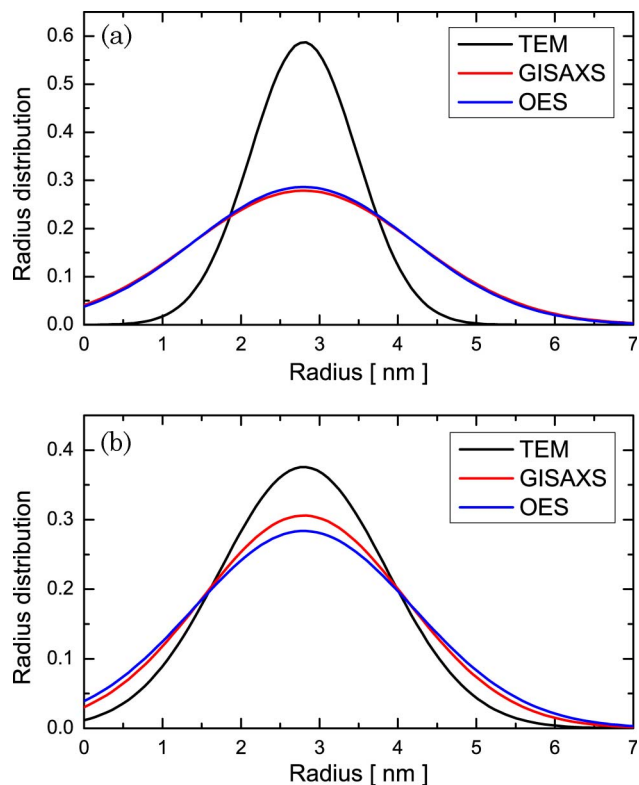 (a)
TEM
GISAXS
OES
Radius distribution
0.6
0.5
0.4
0.3
0.2
0.1
0.0
0 1 2 3 4 5 6 7
Radius [ nm ]
(b)
TEM
GISAXS
OES
Radius distribution
0.4
0.3
0.2
0.1
0.0
0 1 2 3 4 5 6 7
Radius [ nm ]